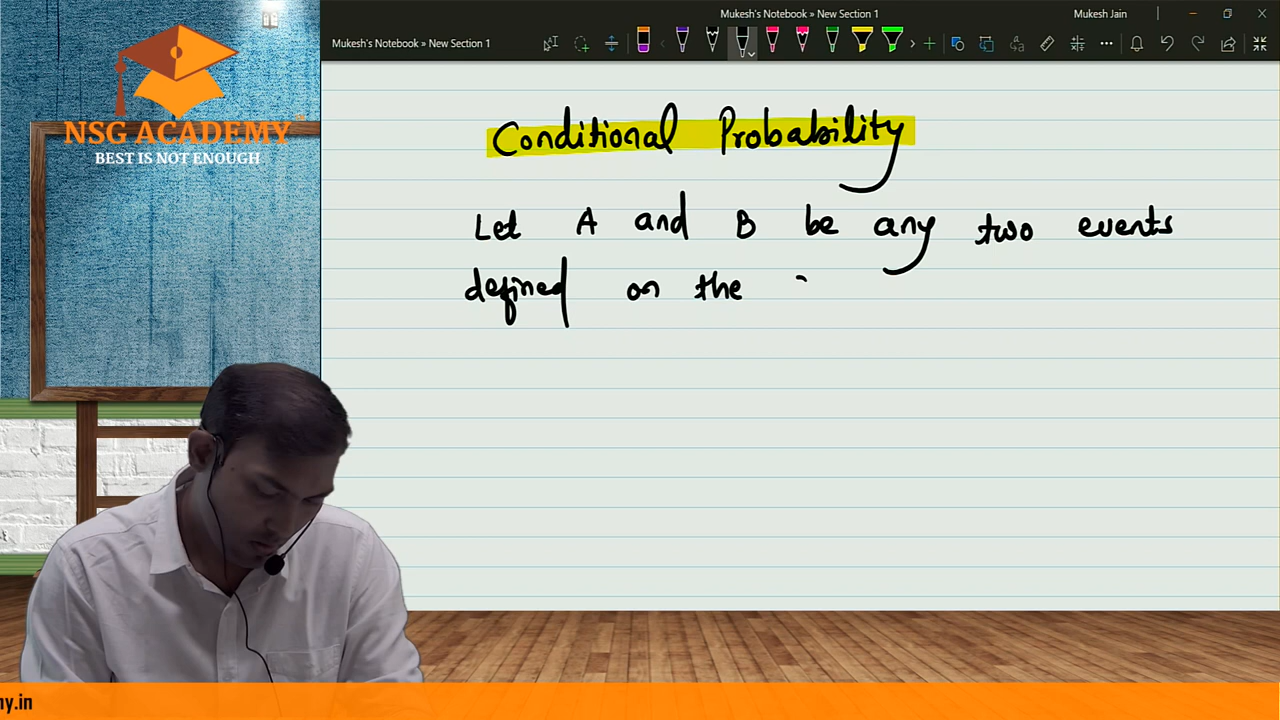 Mukesh's Notebook » New Section 1
Mukesh Jain
Mukesh's Notebook » New Section 1
NSG ACADEMY
BEST IS NOT ENOUGH
Conditional Probability
Let A and B be any two events
defined on the
my.in